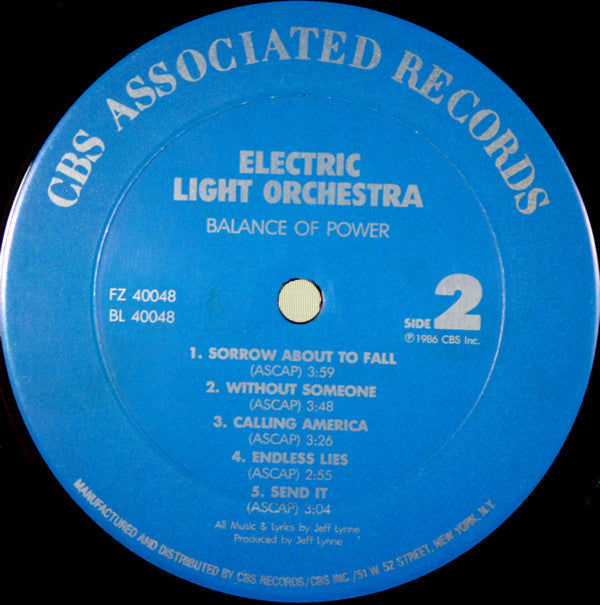 CBS ASSOCIATED RECORDS
ELECTRIC
LIGHT ORCHESTRA
BALANCE OF POWER
FZ 40048
BL 40048
SIDE 2
℗1986 CBS Inc.
1. SORROW ABOUT TO FALL
(ASCAP) 3:59
2. WITHOUT SOMEONE
(ASCAP) 3:48
3. CALLING AMERICA
(ASCAP) 3:26
4. ENDLESS LIES
(ASCAP) 2:55
5. SEND IT
(ASCAP) 3:04
All Music & Lyrics by Jeff Lynne
Produced by Jeff Lynne
MANUFACTURED AND DISTRIBUTED BY CBS RECORDS/CBS INC /51 W. 52 STREET, NEW YORK, N.Y.